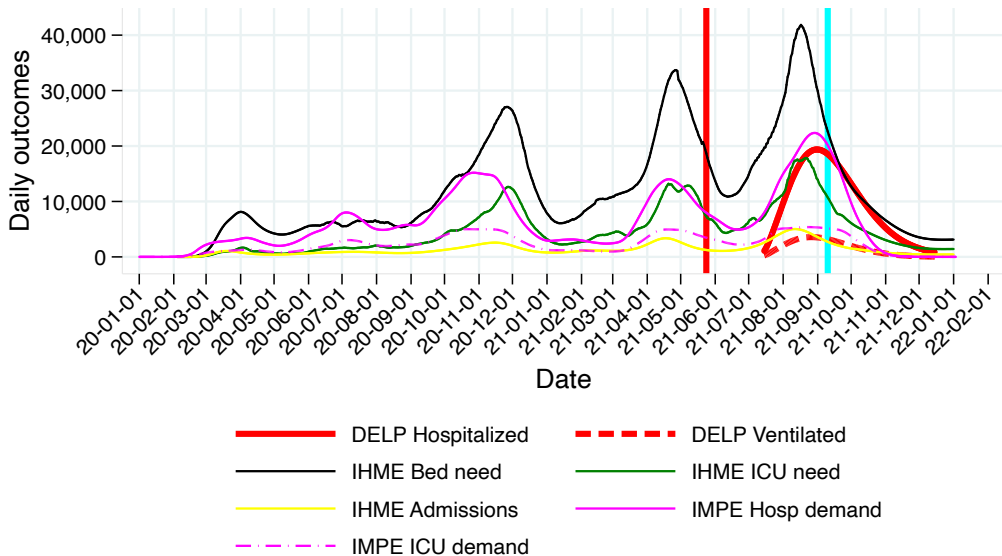 Daily outcomes
40,000
30,000
20,000
10,000
0
20-01-01 20-02-01 20-03-01 20-04-01 20-05-01 20-06-01 20-07-01 20-08-01 20-09-01 20-10-01 20-11-01 20-12-01 21-01-01 21-02-01 21-03-01 21-04-01 21-05-01 21-06-01 21-07-01 21-08-01 21-09-01 21-10-01 21-11-01 21-12-01 22-01-01 22-02-01
Date
DELP Hospitalized DELP Ventilated
IHME Bed need IHME ICU need
IHME Admissions IMPE Hosp demand
IMPE ICU demand